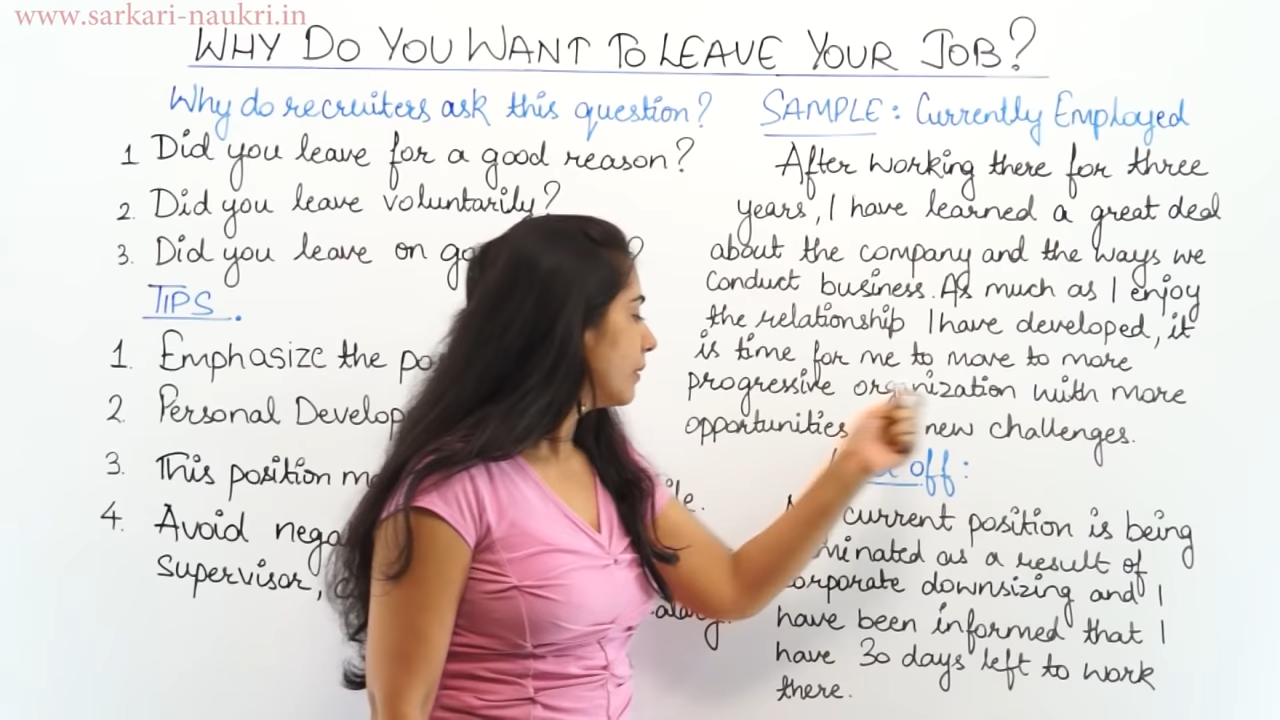 www.sarkari-naukri.in
WHY DO YOU WANT TO LEAVE YOUR JOB?
Why do recruiters ask this question?
1 Did you leave for a good reason?
2. Did you leave voluntarily?
3. Did you leave on
TIPS.
1. Emphasize the
2 Personal
3. This position
4. Avoid
Supervisor,
SAMPLE: Currently Employed
After working there for three
years, I have learned a great deal
about the company and the ways we
conduct business. As much as I enjoy
the relationship I have developed, it
is time for me to move to more
progressive organization with more
opportunities new challenges.
off:
current position is being
as a result of
corporate downsizing and I
have been informed that I
have 30 days left to work
there.